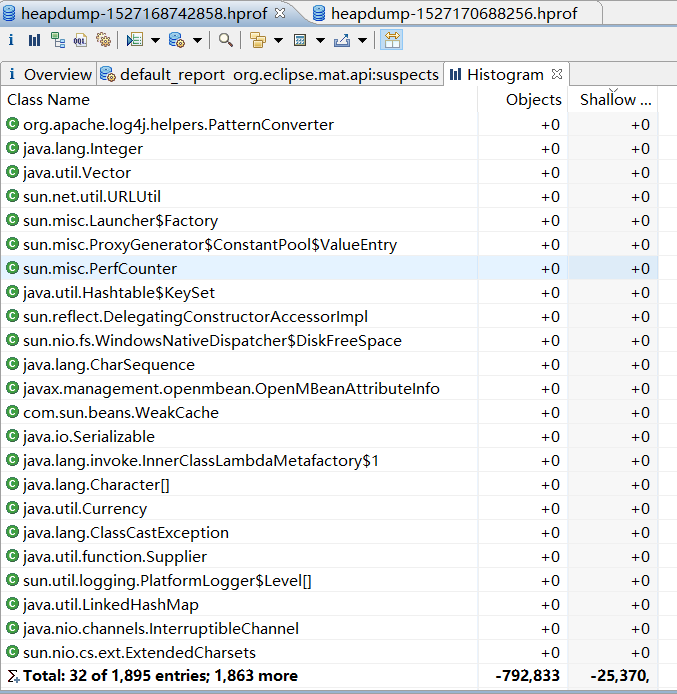 heapdump-1527168742858.hprof heapdump-1527170688256.hprof
i OQL
i Overview default_report org.eclipse.mat.api:suspects Histogram
Class Name Objects Shallow ...
org.apache.log4j.helpers.PatternConverter +0 +0
java.lang.Integer +0 +0
java.util.Vector +0 +0
sun.net.util.URLUtil +0 +0
sun.misc.Launcher$Factory +0 +0
sun.misc.ProxyGenerator$ConstantPool$ValueEntry +0 +0
sun.misc.PerfCounter +0 +0
java.util.Hashtable$KeySet +0 +0
sun.reflect.DelegatingConstructorAccessorImpl +0 +0
sun.nio.fs.WindowsNativeDispatcher$DiskFreeSpace +0 +0
java.lang.CharSequence +0 +0
javax.management.openmbean.OpenMBeanAttributeInfo +0 +0
com.sun.beans.WeakCache +0 +0
java.io.Serializable +0 +0
java.lang.invoke.InnerClassLambdaMetafactory$1 +0 +0
java.lang.Character[] +0 +0
java.util.Currency +0 +0
java.lang.ClassCastException +0 +0
java.util.function.Supplier +0 +0
sun.util.logging.PlatformLogger$Level[] +0 +0
java.util.LinkedHashMap +0 +0
java.nio.channels.InterruptibleChannel +0 +0
sun.nio.cs.ext.ExtendedCharsets +0 +0
Total: 32 of 1,895 entries; 1,863 more -792,833 -25,370,